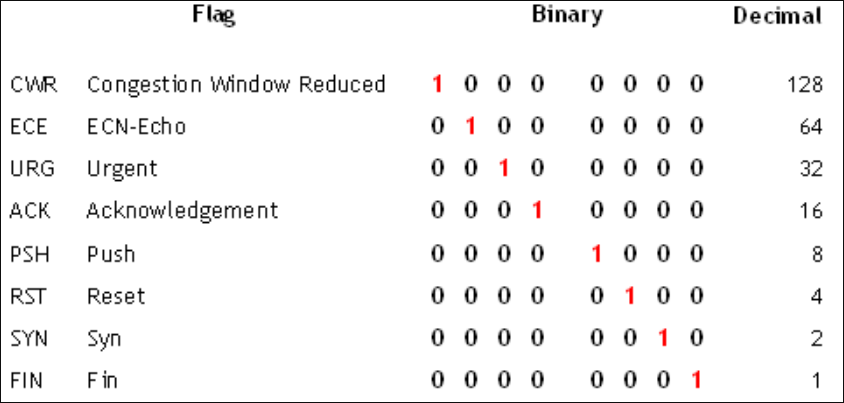 Flag Binary Decimal
CWR Congestion Window Reduced 1 0 0 0 0 0 0 0 128
ECE ECN-Echo 0 1 0 0 0 0 0 0 64
URG Urgent 0 0 1 0 0 0 0 0 32
ACK Acknowledgement 0 0 0 1 0 0 0 0 16
PSH Push 0 0 0 0 1 0 0 0 8
RST Reset 0 0 0 0 0 1 0 0 4
SYN Syn 0 0 0 0 0 0 1 0 2
FIN Fin 0 0 0 0 0 0 0 1 1